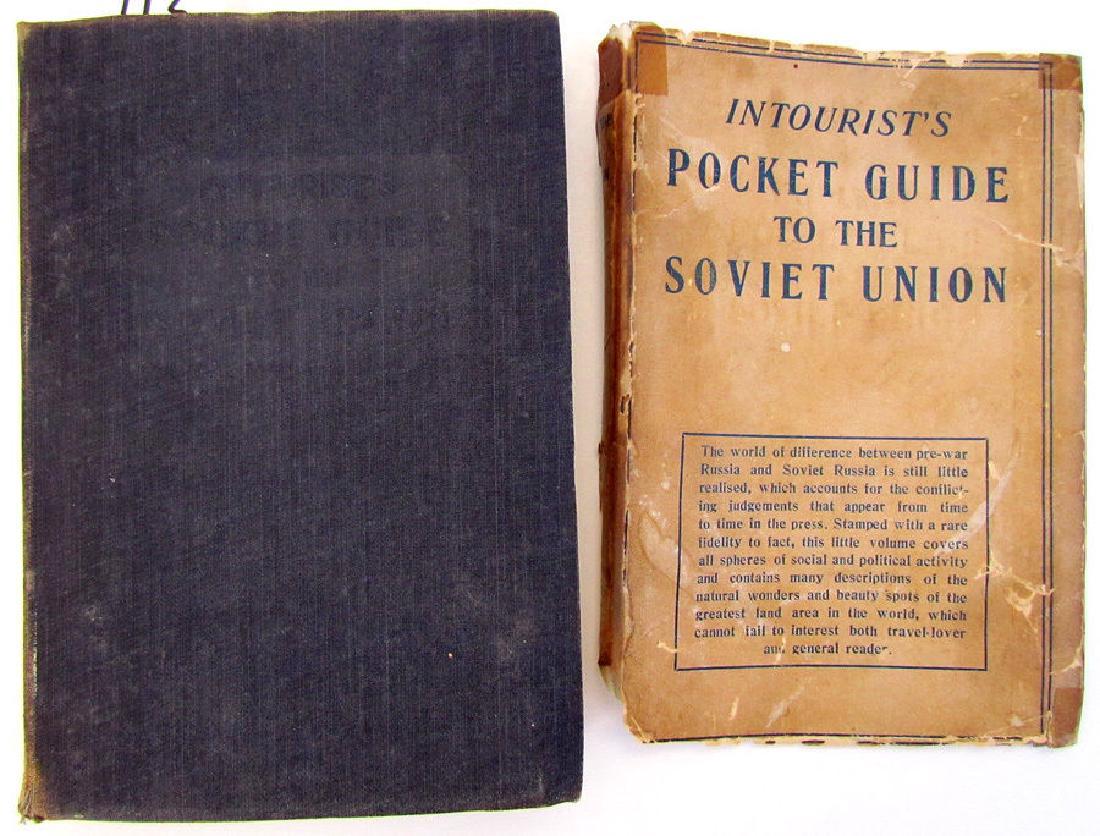 INTOURIST'S
POCKET GUIDE
TO THE
SOVIET UNION
The world of difference between pre-war
Russia and Soviet Russia is still little
realised, which accounts for the conflict-
ing judgements that appear from time
to time in the press. Stamped with a rare
fidelity to fact, this little volume covers
all spheres of social and political activity
and contains many descriptions of the
natural wonders and beauty spots of the
greatest land area in the world, which
cannot fail to interest both travel-lover
and general reader.